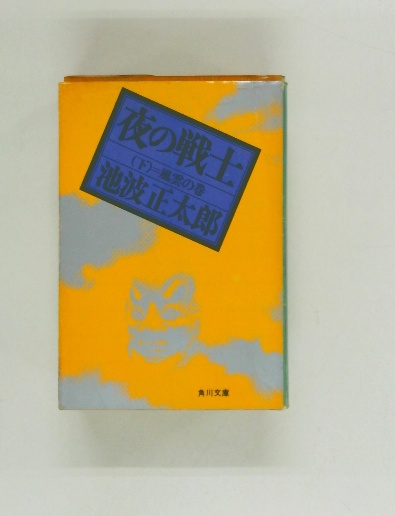 夜の戦士
(下)=風雲の巻
池波正太郎
角川文庫